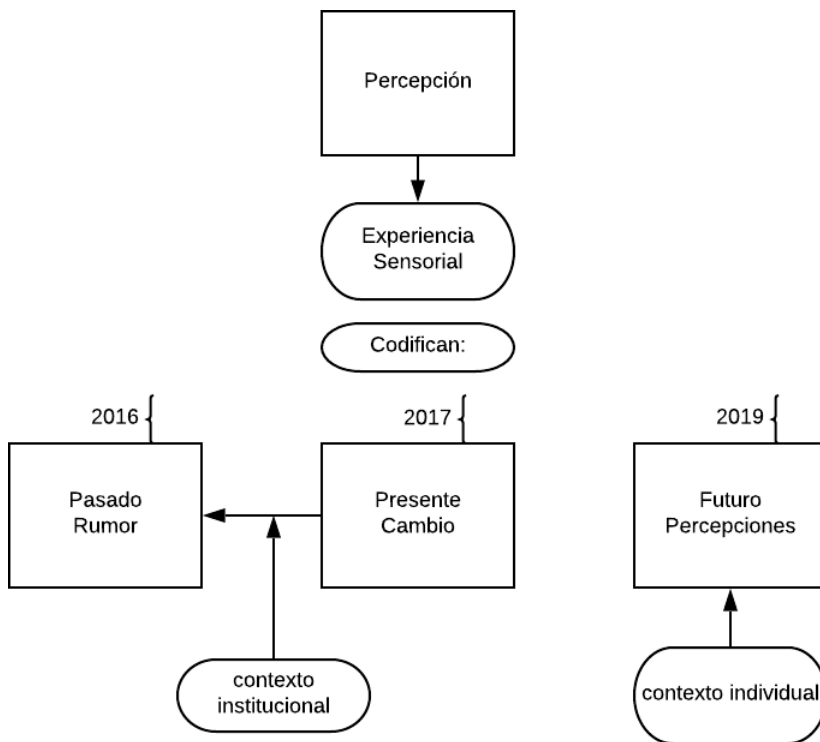 Percepción
Experiencia
Sensorial
Codifican:
2016
2017
2019
Pasado
Rumor
Presente
Cambio
Futuro
Percepciones
contexto
institucional
contexto individual